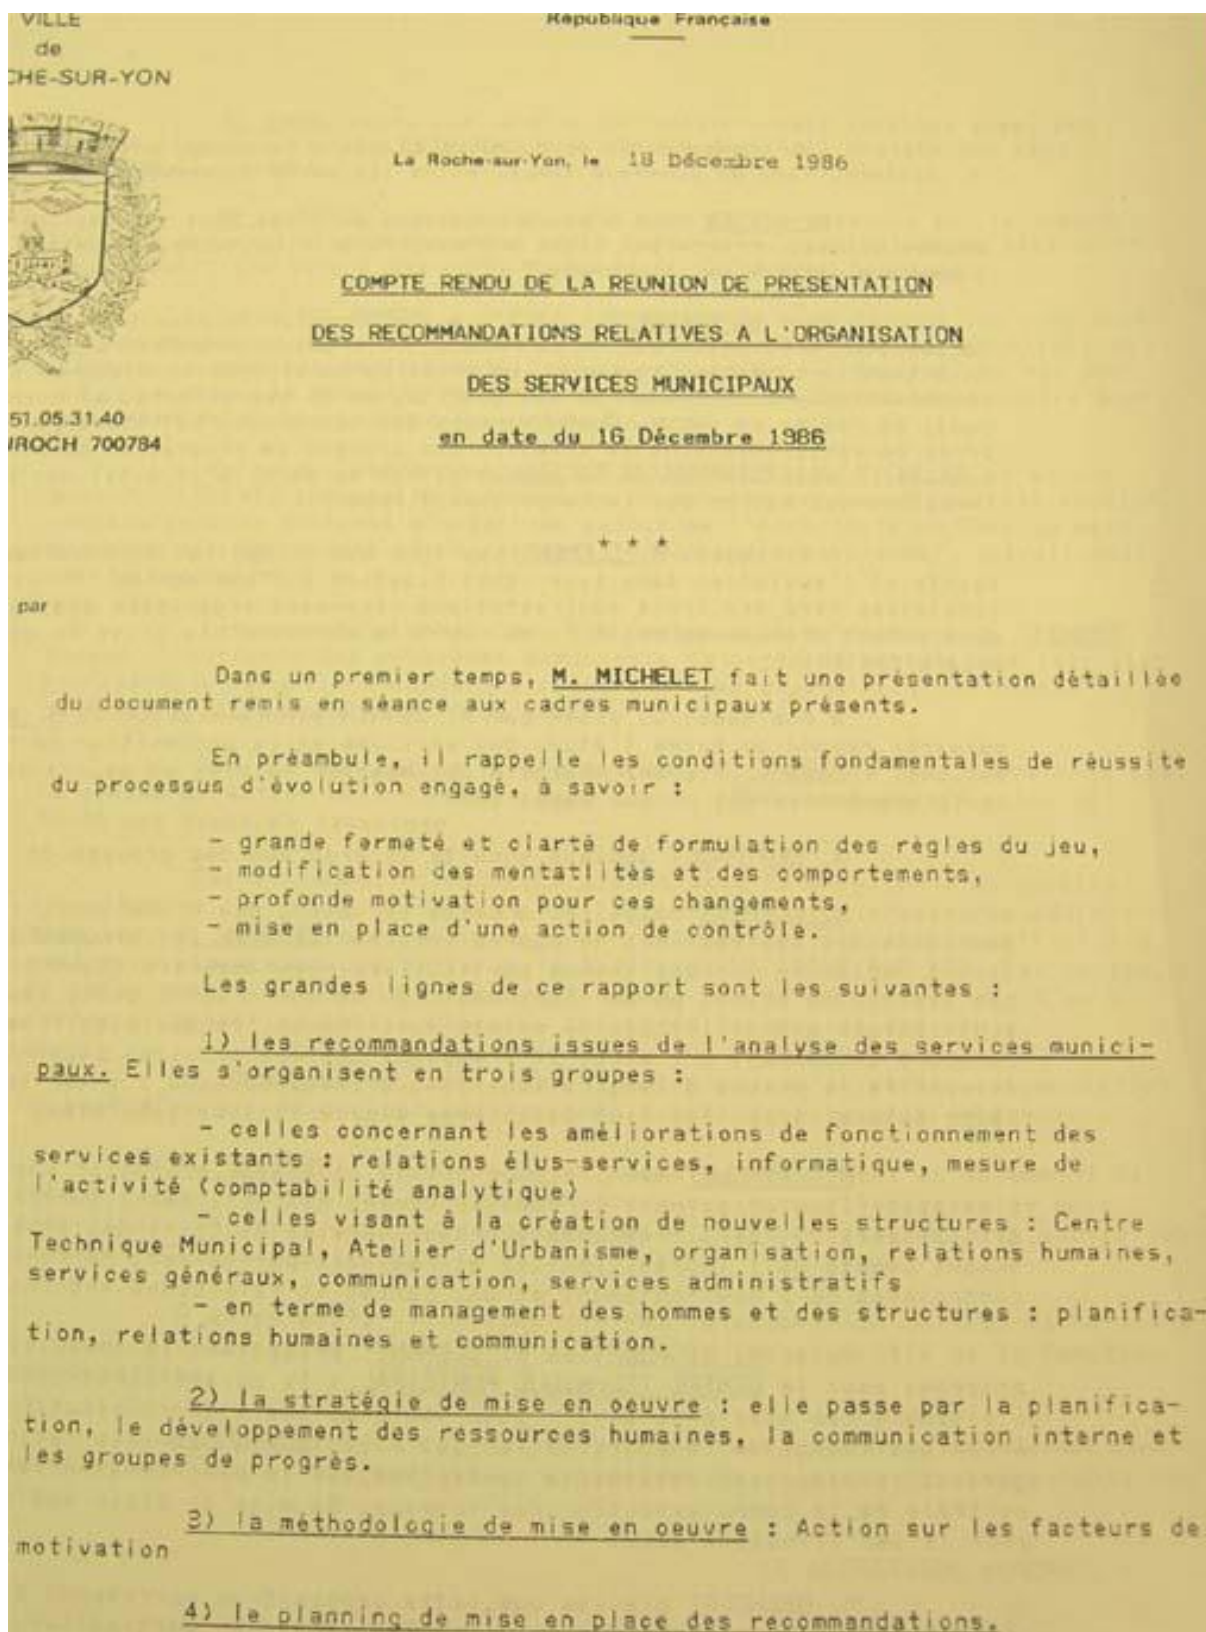 VILLE
de
CHE-SUR-YON
République Française
La Roche-sur-Yon, le 18 Décembre 1986
COMPTE RENDU DE LA REUNION DE PRESENTATION
DES RECOMMANDATIONS RELATIVES A L'ORGANISATION
DES SERVICES MUNICIPAUX
en date du 16 Décembre 1986
51.05.31.40
ROCH 700784
* * *
par
Dans un premier temps, M. MICHELET fait une présentation détaillée
du document remis en séance aux cadres municipaux présents.
En préambule, il rappelle les conditions fondamentales de réussite
du processus d'évolution engagé, à savoir :
- grande fermeté et clarté de formulation des règles du jeu,
- modification des mentatlités et des comportements,
- profonde motivation pour ces changements,
- mise en place d'une action de contrôle.
Les grandes lignes de ce rapport sont les suivantes :
1) les recommandations issues de l'analyse des services munici-
paux. Elles s'organisent en trois groupes :
- celles concernant les améliorations de fonctionnement des
services existants : relations élus-services, informatique, mesure de
l'activité (comptabilité analytique)
- celles visant à la création de nouvelles structures : Centre
Technique Municipal, Atelier d'Urbanisme, organisation, relations humaines,
services généraux, communication, services administratifs
- en terme de management des hommes et des structures : planifica-
tion, relations humaines et communication.
2) la stratégie de mise en oeuvre : elle passe par la planifica-
tion, le développement des ressources humaines, la communication interne et
les groupes de progrès.
3) la méthodologie de mise en oeuvre : Action sur les facteurs de
motivation
4) le planning de mise en place des recommandations.